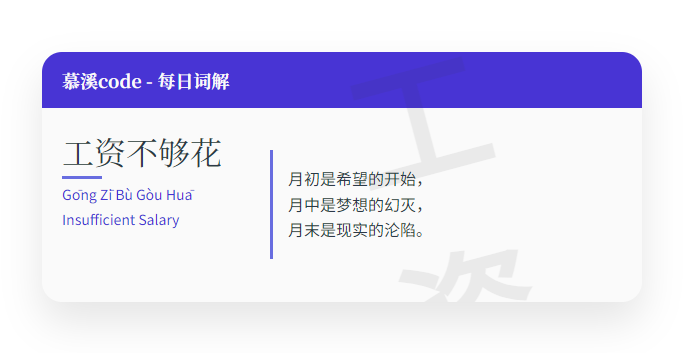 慕溪code - 每日词解
工资不够花
Gōng Zī Bù Gòu Huā
Insufficient Salary
月初是希望的开始，
月中是梦想的幻灭，
月末是现实的沦陷。
工
资